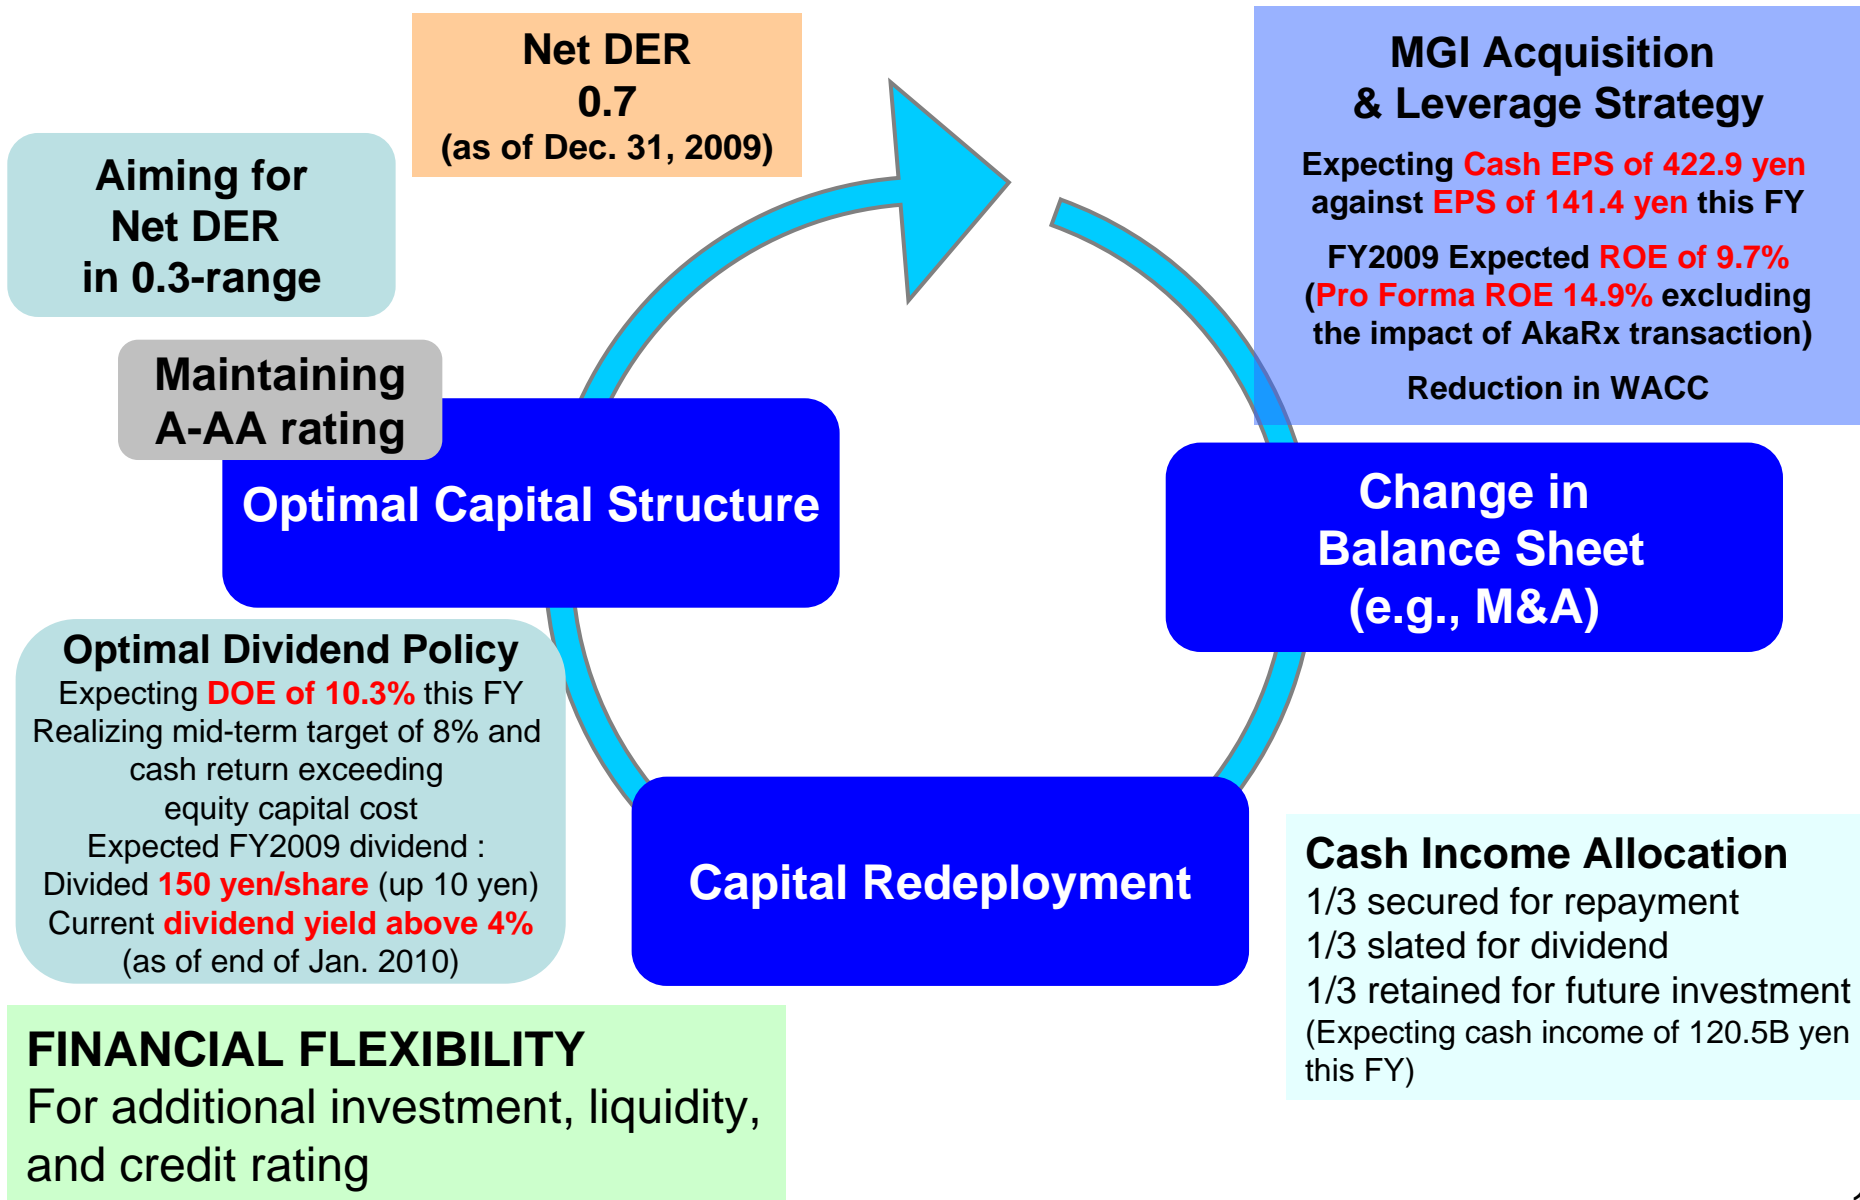 Net DER
0.7
(as of Dec. 31, 2009)
MGI Acquisition
& Leverage Strategy
Expecting Cash EPS of 422.9 yen
against EPS of 141.4 yen this FY
FY2009 Expected ROE of 9.7%
(Pro Forma ROE 14.9% excluding
the impact of AkaRx transaction)
Reduction in WACC
Aiming for
Net DER
in 0.3-range
Maintaining
A-AA rating
Optimal Capital Structure
Change in
Balance Sheet
(e.g., M&A)
Optimal Dividend Policy
Expecting DOE of 10.3% this FY
Realizing mid-term target of 8% and
cash return exceeding
equity capital cost
Expected FY2009 dividend :
Divided 150 yen/share (up 10 yen)
Current dividend yield above 4%
(as of end of Jan. 2010)
Capital Redeployment
Cash Income Allocation
1/3 secured for repayment
1/3 slated for dividend
1/3 retained for future investment
(Expecting cash income of 120.5B yen
this FY)
FINANCIAL FLEXIBILITY
For additional investment, liquidity,
and credit rating